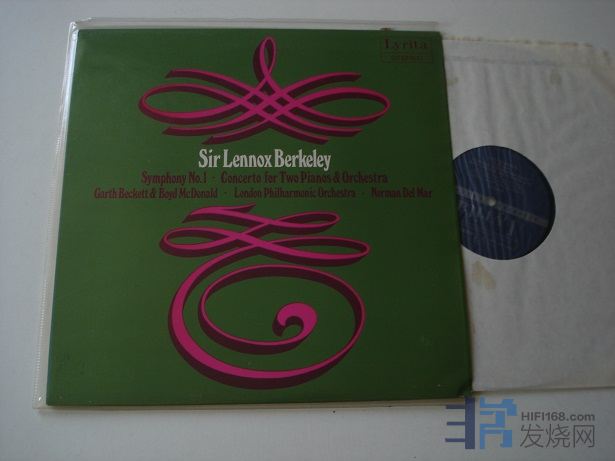 Lyrita
STEREO
Sir Lennox Berkeley
Symphony No.1 · Concerto for Two Pianos & Orchestra
Garth Beckett & Boyd McDonald · London Philharmonic Orchestra · Norman Del Mar
HIFI168.com
发烧网